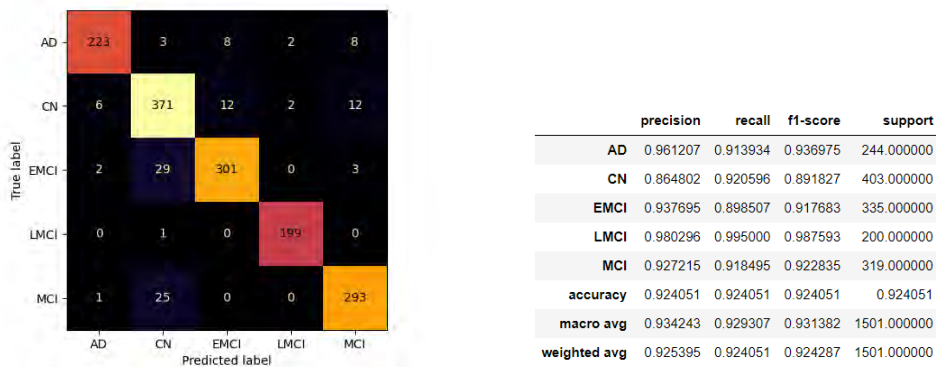 AD 223 3 8 2 8
CN 6 371 12 2 12
EMCI 2 29 301 0 3
LMCI 0 1 0 199 0
MCI 1 25 0 0 293
AD CN EMCI LMCI MCI
Predicted label
True label
precision recall f1-score support
AD 0.961207 0.913934 0.936975 244.000000
CN 0.864802 0.920596 0.891827 403.000000
EMCI 0.937695 0.898507 0.917683 335.000000
LMCI 0.980296 0.995000 0.987593 200.000000
MCI 0.927215 0.918495 0.922835 319.000000
accuracy 0.924051 0.924051 0.924051 0.924051
macro avg 0.934243 0.929307 0.931382 1501.000000
weighted avg 0.925395 0.924051 0.924287 1501.000000